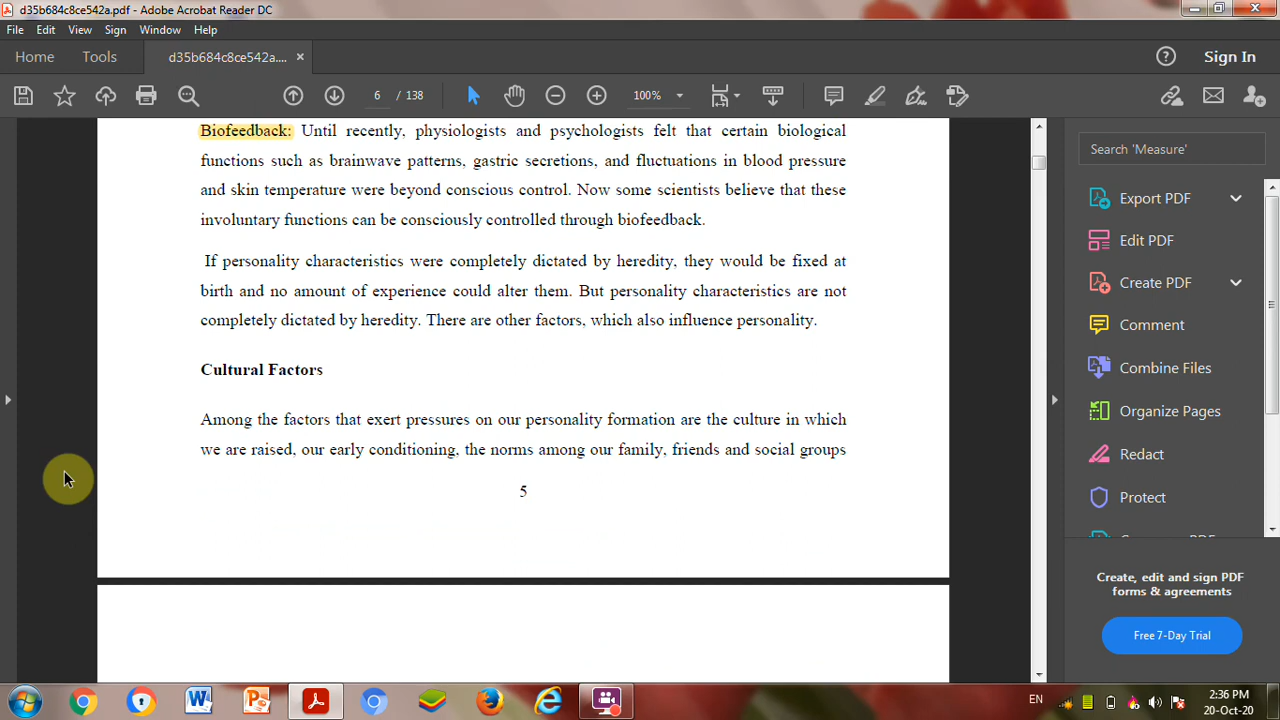 d35b684c8ce542a.pdf - Adobe Acrobat Reader DC
File Edit View Sign Window Help
Home Tools d35b684c8ce542a.... × Sign In
6 / 138 100%
Biofeedback: Until recently, physiologists and psychologists felt that certain biological
functions such as brainwave patterns, gastric secretions, and fluctuations in blood pressure
and skin temperature were beyond conscious control. Now some scientists believe that these
involuntary functions can be consciously controlled through biofeedback.
If personality characteristics were completely dictated by heredity, they would be fixed at
birth and no amount of experience could alter them. But personality characteristics are not
completely dictated by heredity. There are other factors, which also influence personality.
Cultural Factors
Among the factors that exert pressures on our personality formation are the culture in which
we are raised, our early conditioning, the norms among our family, friends and social groups
5
Search 'Measure'
Export PDF
Edit PDF
Create PDF
Comment
Combine Files
Organize Pages
Redact
Protect
Create, edit and sign PDF
forms & agreements
Free 7-Day Trial
EN
2:36 PM
20-Oct-20